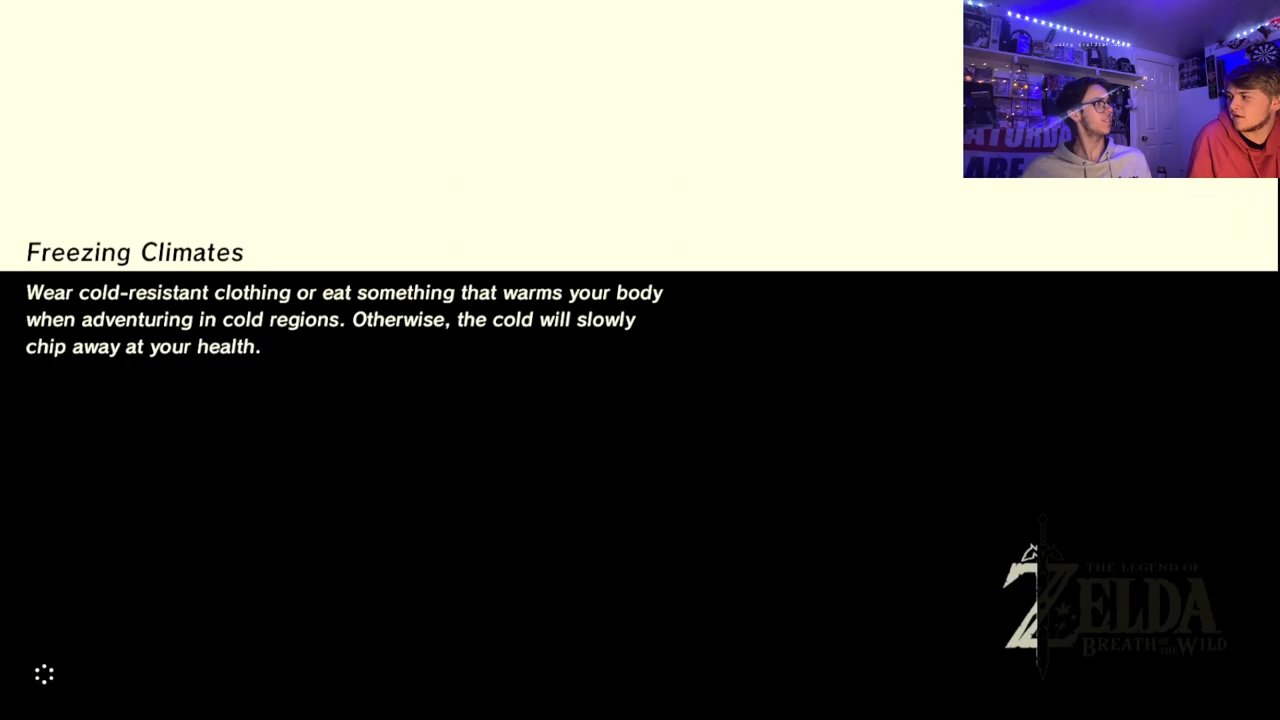 Freezing Climates
Wear cold-resistant clothing or eat something that warms your body
when adventuring in cold regions. Otherwise, the cold will slowly
chip away at your health.
THE LEGEND OF
ZELDA
BREATH OF THE WILD